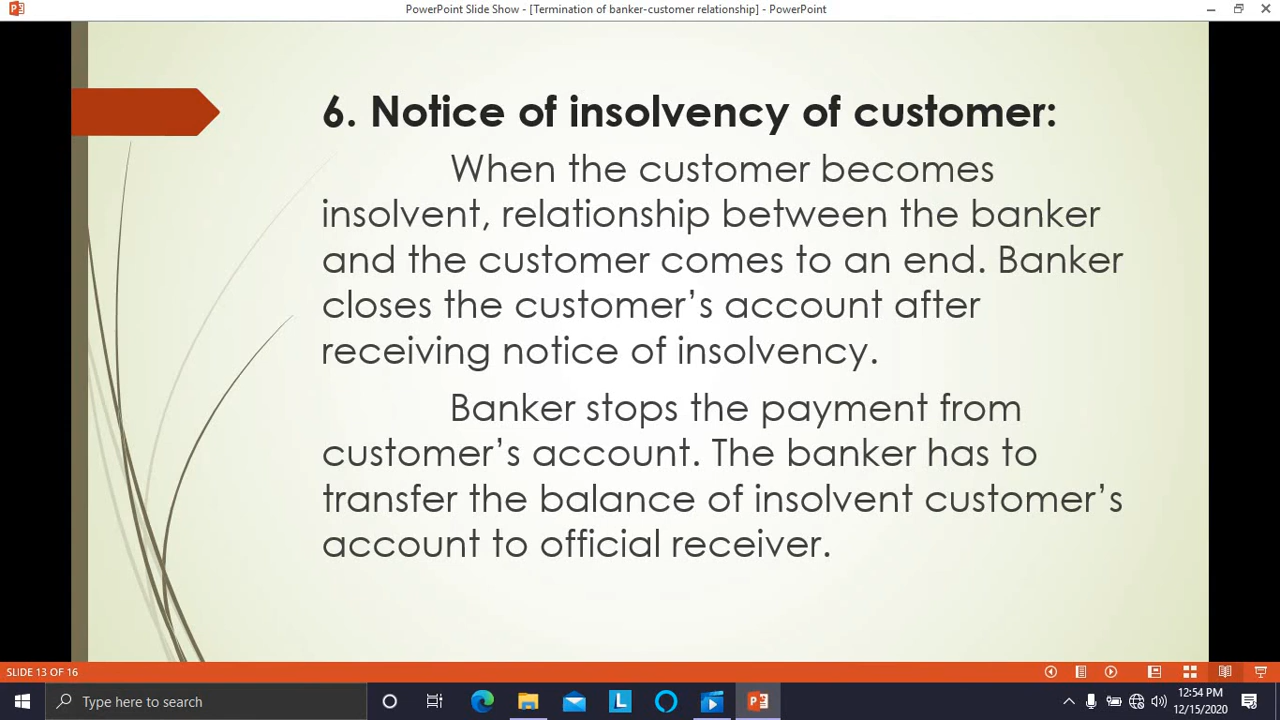 PowerPoint Slide Show - [Termination of banker-customer relationship] - PowerPoint
6. Notice of insolvency of customer:
When the customer becomes
insolvent, relationship between the banker
and the customer comes to an end. Banker
closes the customer’s account after
receiving notice of insolvency.
Banker stops the payment from
customer’s account. The banker has to
transfer the balance of insolvent customer’s
account to official receiver.
SLIDE 13 OF 16
Type here to search
L
12:54 PM
12/15/2020